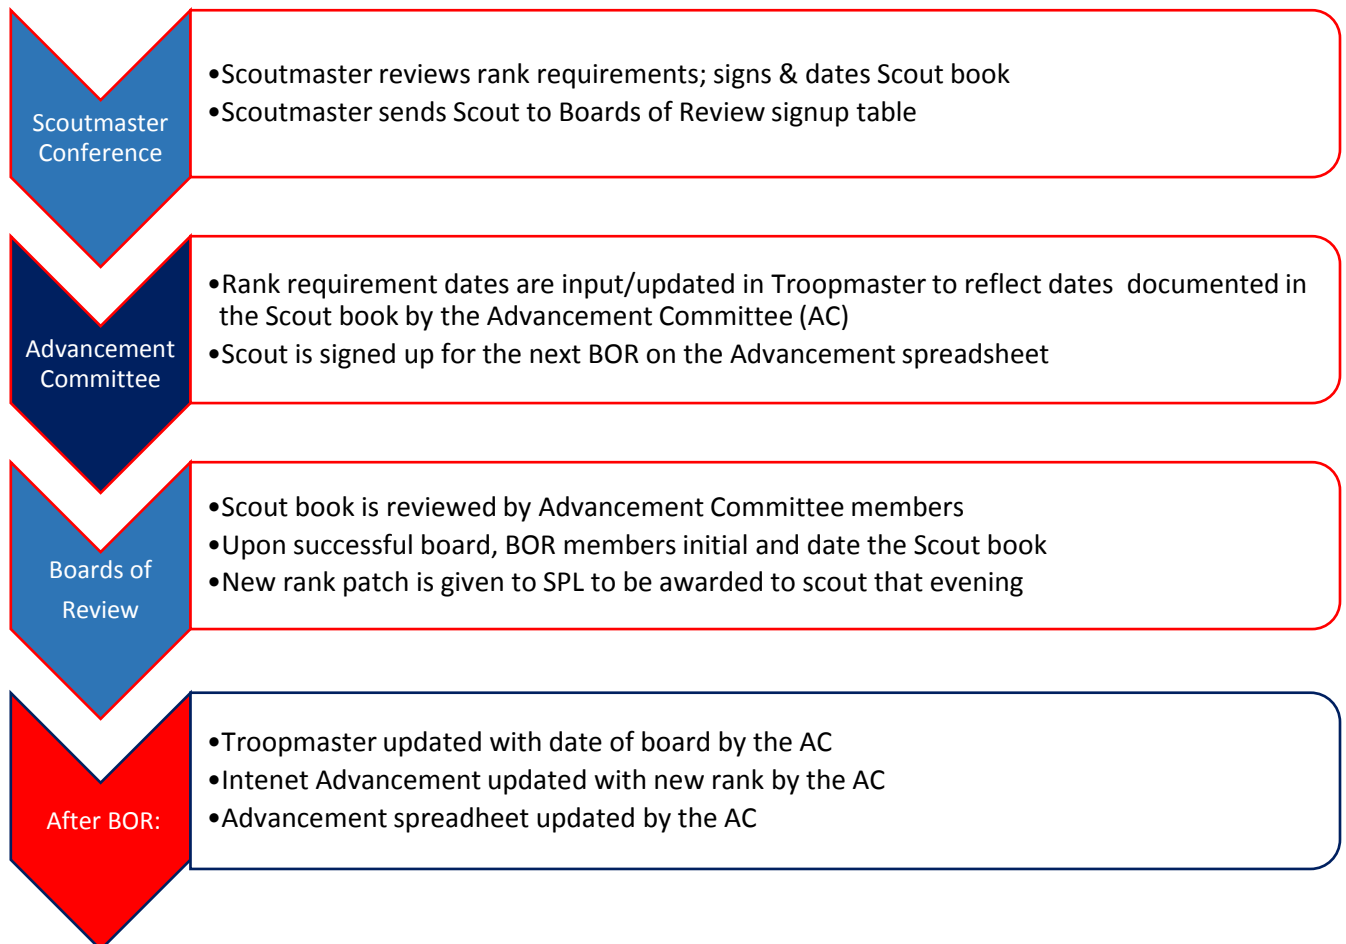 Scoutmaster
Conference
•Scoutmaster reviews rank requirements; signs & dates Scout book
•Scoutmaster sends Scout to Boards of Review signup table
Advancement
Committee
•Rank requirement dates are input/updated in Troopmaster to reflect dates  documented in
the Scout book by the Advancement Committee (AC)
•Scout is signed up for the next BOR on the Advancement spreadsheet
Boards of
Review
•Scout book is reviewed by Advancement Committee members
•Upon successful board, BOR members initial and date the Scout book
•New rank patch is given to SPL to be awarded to scout that evening
After BOR:
•Troopmaster updated with date of board by the AC
•Intenet Advancement updated with new rank by the AC
•Advancement spreadheet updated by the AC